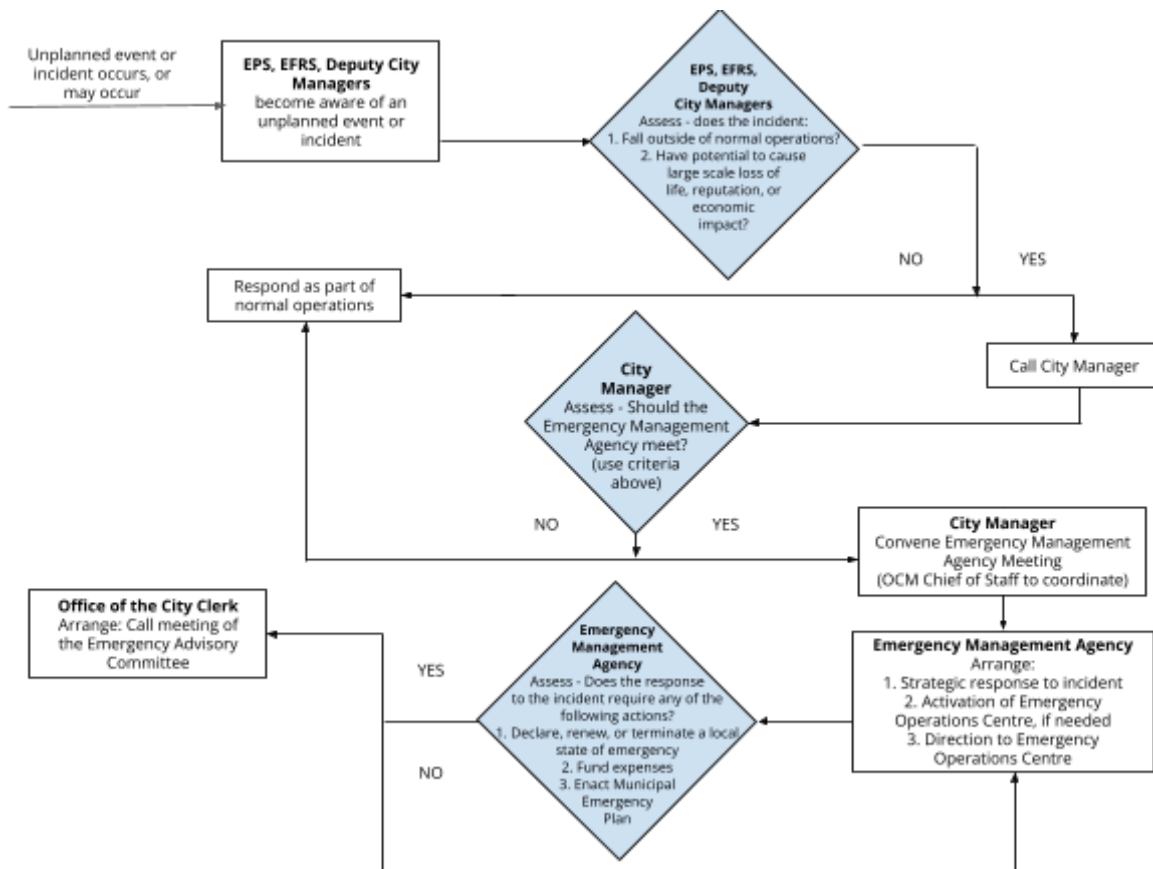 Unplanned event or
incident occurs, or
may occur
EPS, EFRS, Deputy City
Managers
become aware of an
unplanned event or
incident
EPS, EFRS,
Deputy
City Managers
Assess - does the incident:
1. Fall outside of normal operations?
2. Have potential to cause
large scale loss of
life, reputation, or
economic
impact?
NO
YES
Respond as part of
normal operations
Call City Manager
City
Manager
Assess - Should the
Emergency Management
Agency meet?
(use criteria
above)
NO
YES
City Manager
Convene Emergency Management
Agency Meeting
(OCM Chief of Staff to coordinate)
Office of the City Clerk
Arrange: Call meeting of
the Emergency Advisory
Committee
YES
NO
Emergency
Management
Agency
Assess - Does the response
to the incident require any of the
following actions?
1. Declare, renew, or terminate a local
state of emergency
2. Fund expenses
3. Enact Municipal
Emergency
Plan
Emergency Management Agency
Arrange:
1. Strategic response to incident
2. Activation of Emergency
Operations Centre, if needed
3. Direction to Emergency
Operations Centre